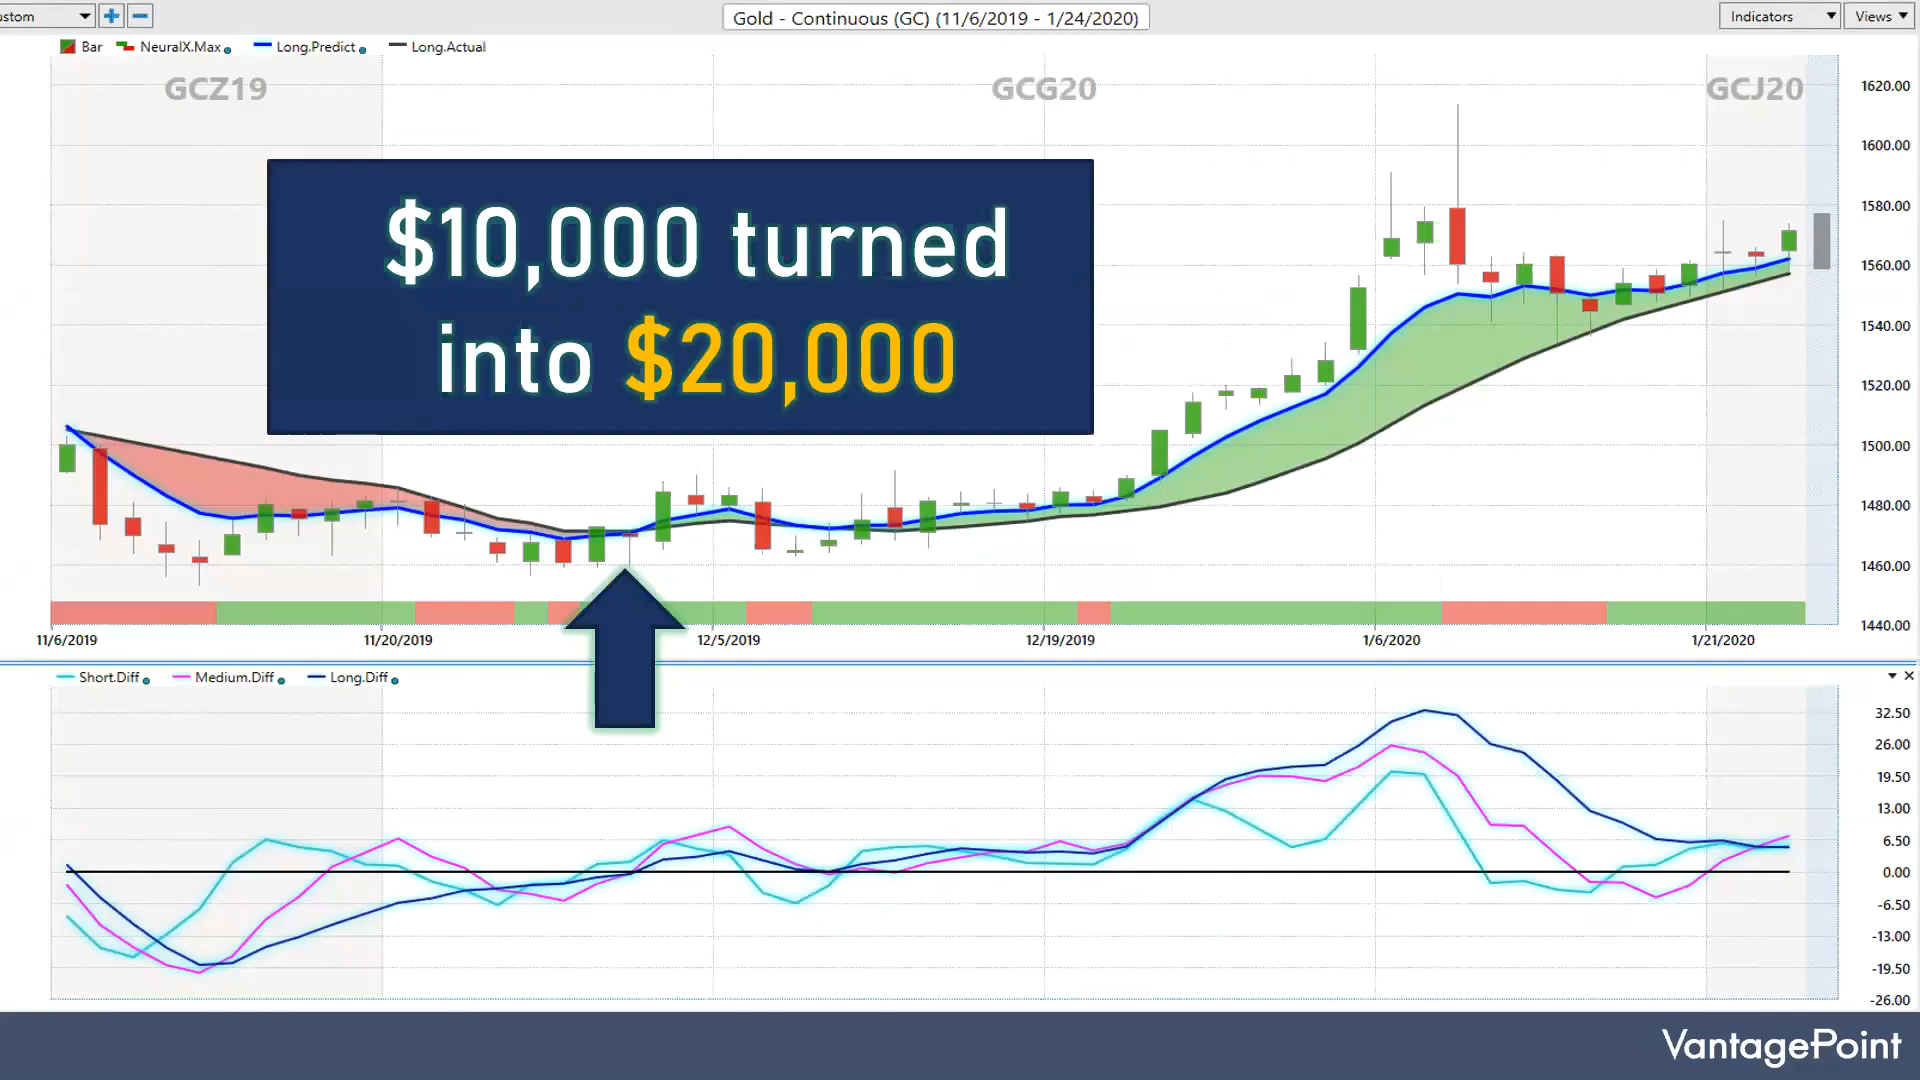 ustom
Gold - Continuous (GC) (11/6/2019 - 1/24/2020)
Indicators
Views
Bar NeuralX.Max Long.Predict Long.Actual
GCZ19 GCG20 GCJ20
$10,000 turned
into $20,000
1620.00
1600.00
1580.00
1560.00
1540.00
1520.00
1500.00
1480.00
1460.00
1440.00
11/6/2019 11/20/2019 12/5/2019 12/19/2019 1/6/2020 1/21/2020
Short.Diff Medium.Diff Long.Diff
32.50
26.00
19.50
13.00
6.50
0.00
-6.50
-13.00
-19.50
-26.00
VantagePoint